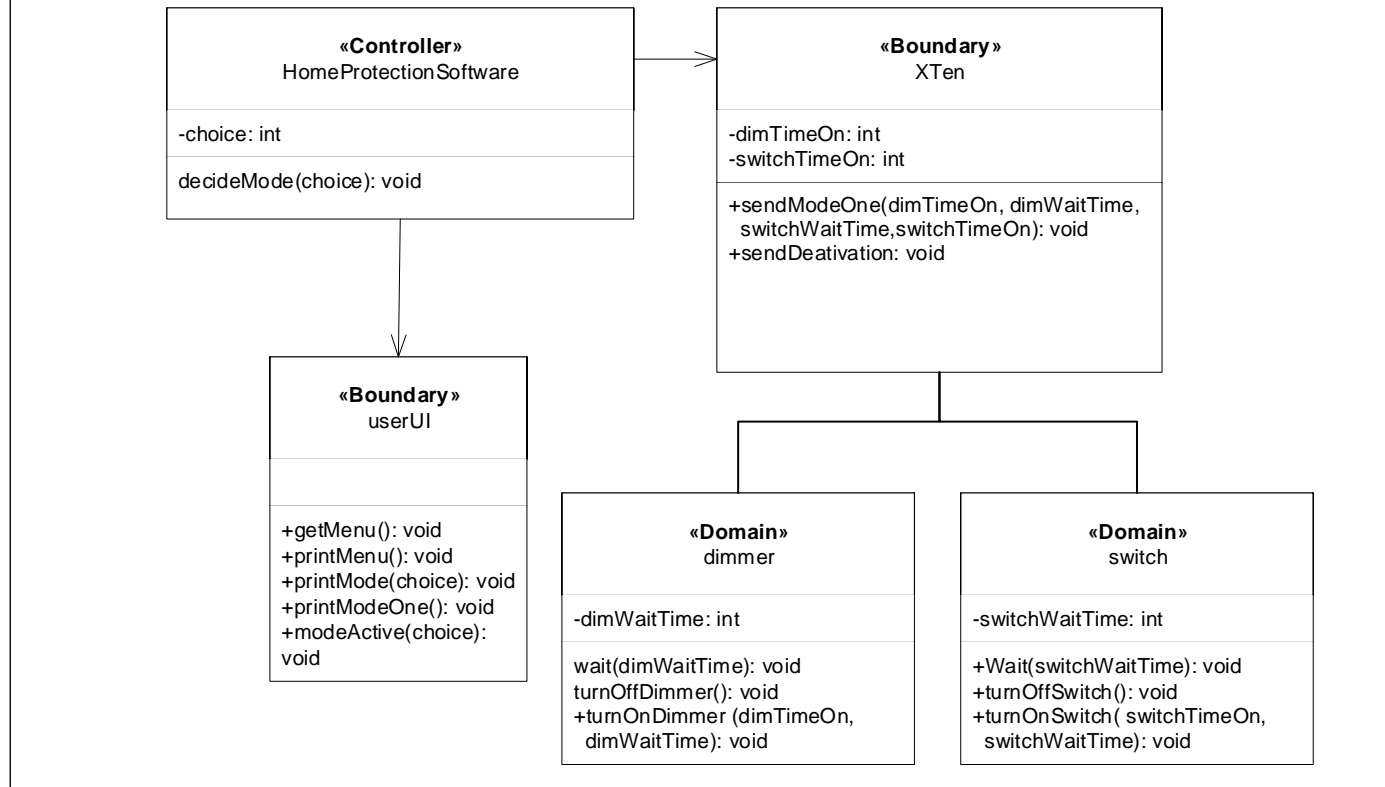 «Controller»
HomeProtectionSoftware
-choice: int
decideMode(choice): void
«Boundary»
XTen
-dimTimeOn: int
-switchTimeOn: int
+sendModeOne(dimTimeOn, dimWaitTime,
switchWaitTime,switchTimeOn): void
+sendDeativation: void
«Boundary»
userUI
+getMenu(): void
+printMenu(): void
+printMode(choice): void
+printModeOne(): void
+modeActive(choice):
void
«Domain»
dimmer
-dimWaitTime: int
wait(dimWaitTime): void
turnOffDimmer(): void
+turnOnDimmer (dimTimeOn,
dimWaitTime): void
«Domain»
switch
-switchWaitTime: int
+Wait(switchWaitTime): void
+turnOffSwitch(): void
+turnOnSwitch( switchTimeOn,
switchWaitTime): void